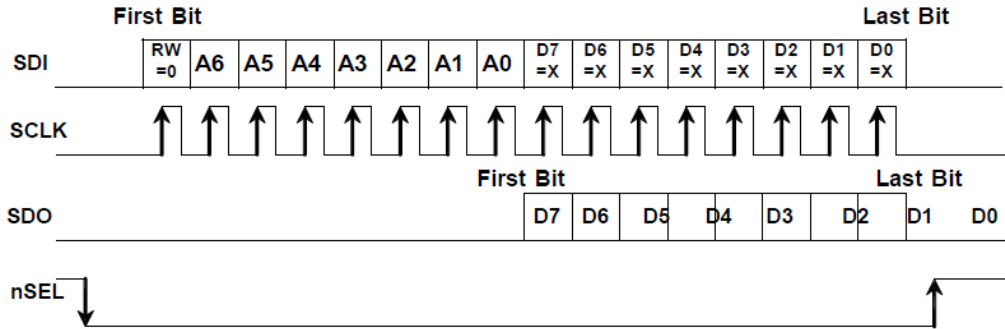 First Bit Last Bit
SDI RW =0 A6 A5 A4 A3 A2 A1 A0 D7 =X D6 =X D5 =X D4 =X D3 =X D2 =X D1 =X D0 =X
SCLK
First Bit Last Bit
SDO D7 D6 D5 D4 D3 D2 D1 D0
nSEL